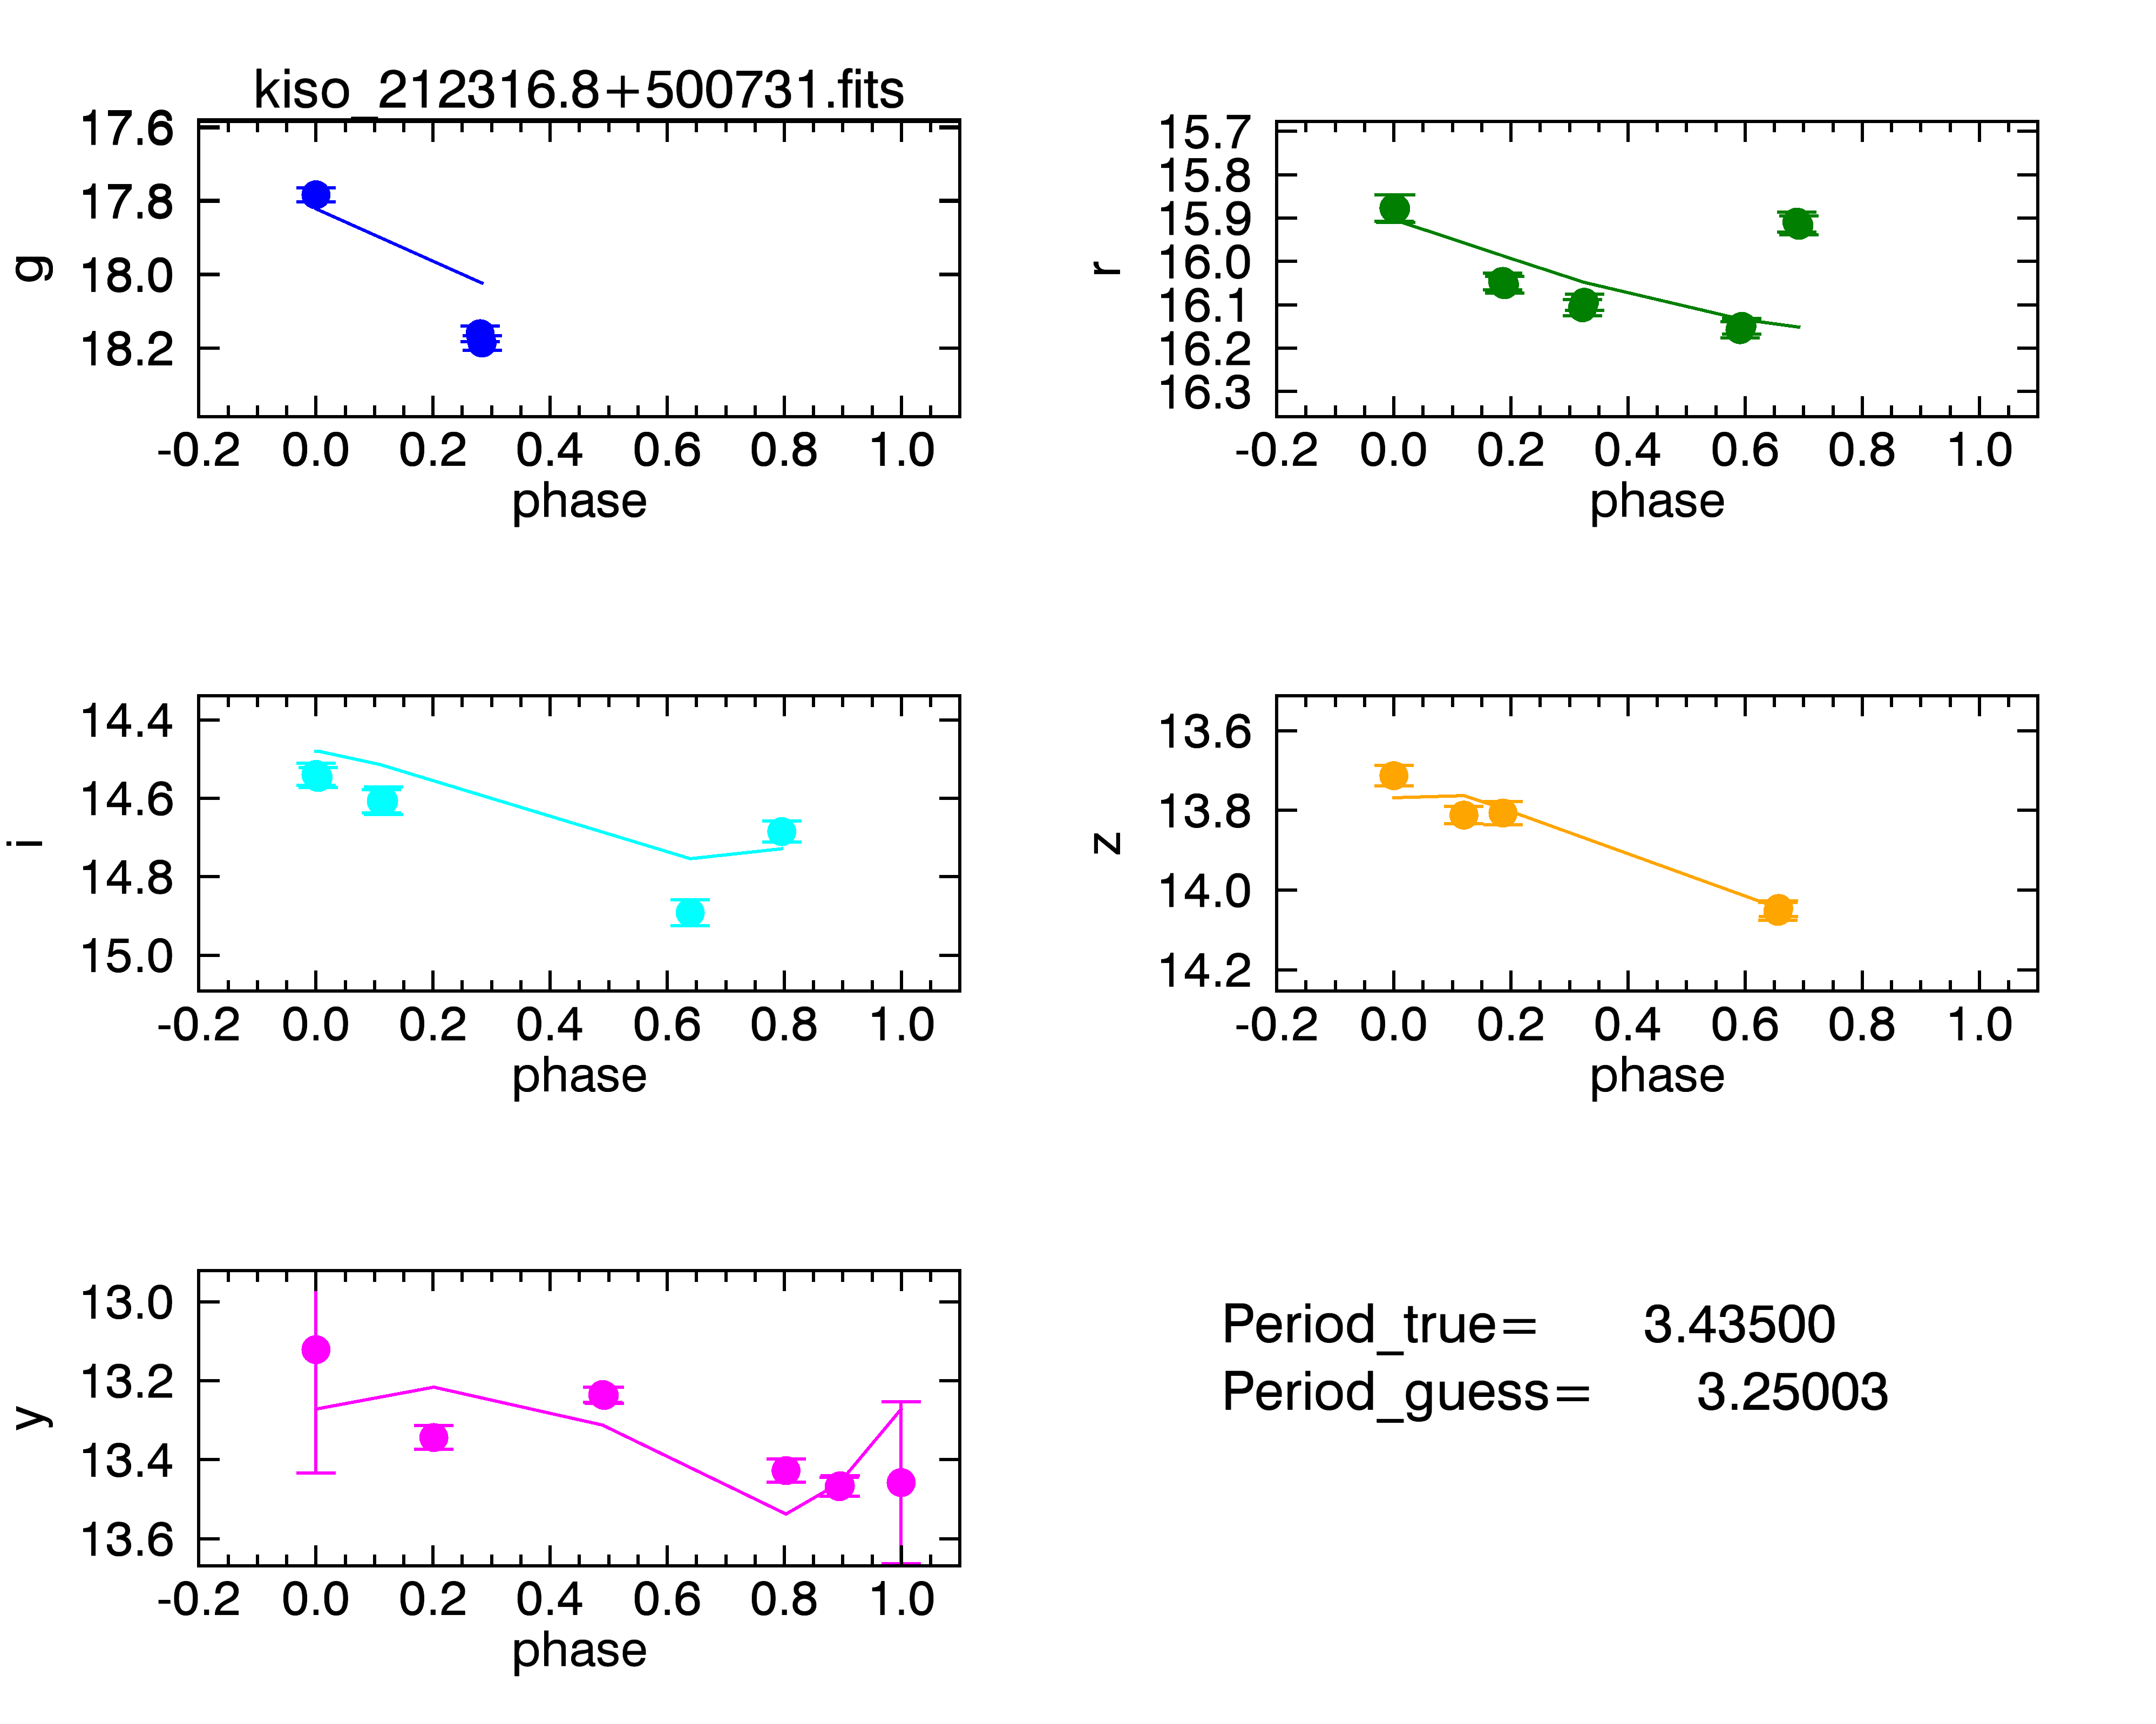 kiso_212316.8+500731.fits
17.6
17.8
18.0
18.2
g
-0.2 0.0 0.2 0.4 0.6 0.8 1.0
phase
15.7
15.8
15.9
16.0
16.1
16.2
16.3
r
-0.2 0.0 0.2 0.4 0.6 0.8 1.0
phase
14.4
14.6
14.8
15.0
i
-0.2 0.0 0.2 0.4 0.6 0.8 1.0
phase
13.6
13.8
14.0
14.2
z
-0.2 0.0 0.2 0.4 0.6 0.8 1.0
phase
13.0
13.2
13.4
13.6
y
-0.2 0.0 0.2 0.4 0.6 0.8 1.0
phase
Period_true= 3.43500
Period_guess= 3.25003